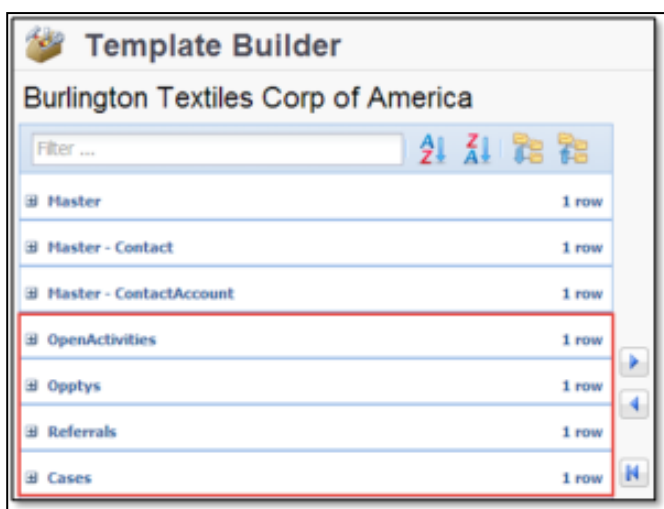 Template Builder
Burlington Textiles Corp of America
Filter ...
Master 1 row
Master - Contact 1 row
Master - ContactAccount 1 row
OpenActivities 1 row
Opptys 1 row
Referrals 1 row
Cases 1 row